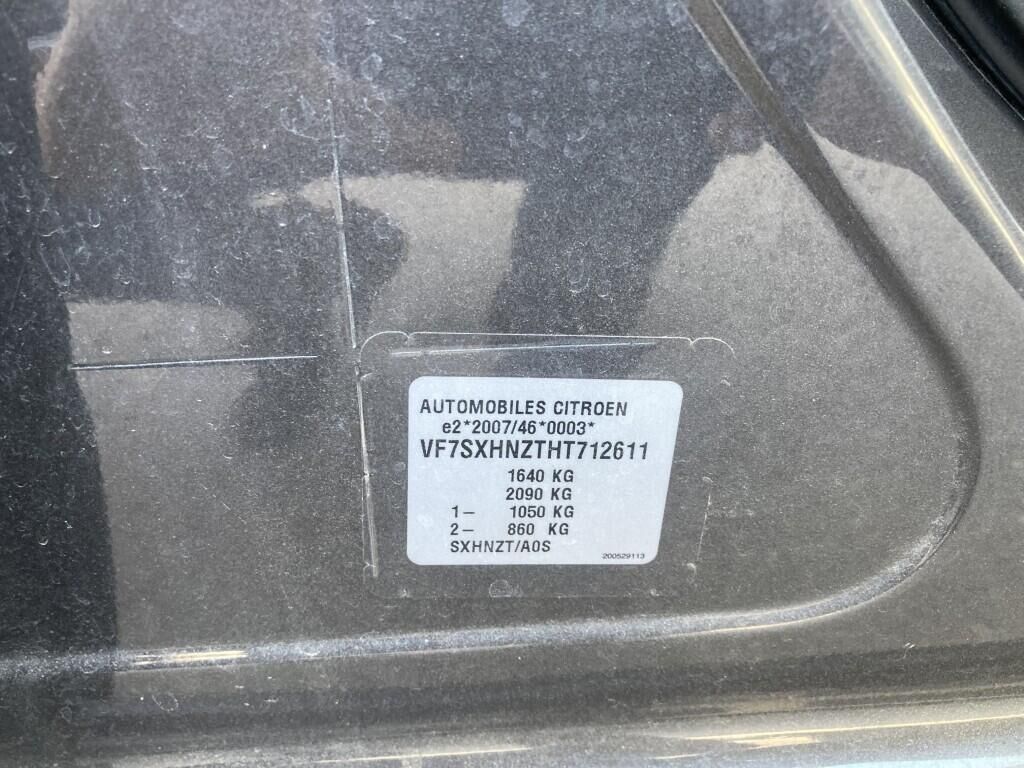 AUTOMOBILES CITROEN
e2*2007/46*0003*
VF7SXHNZTHT712611
1640 KG
2090 KG
1– 1050 KG
2– 860 KG
SXHNZT/A0S
200529113